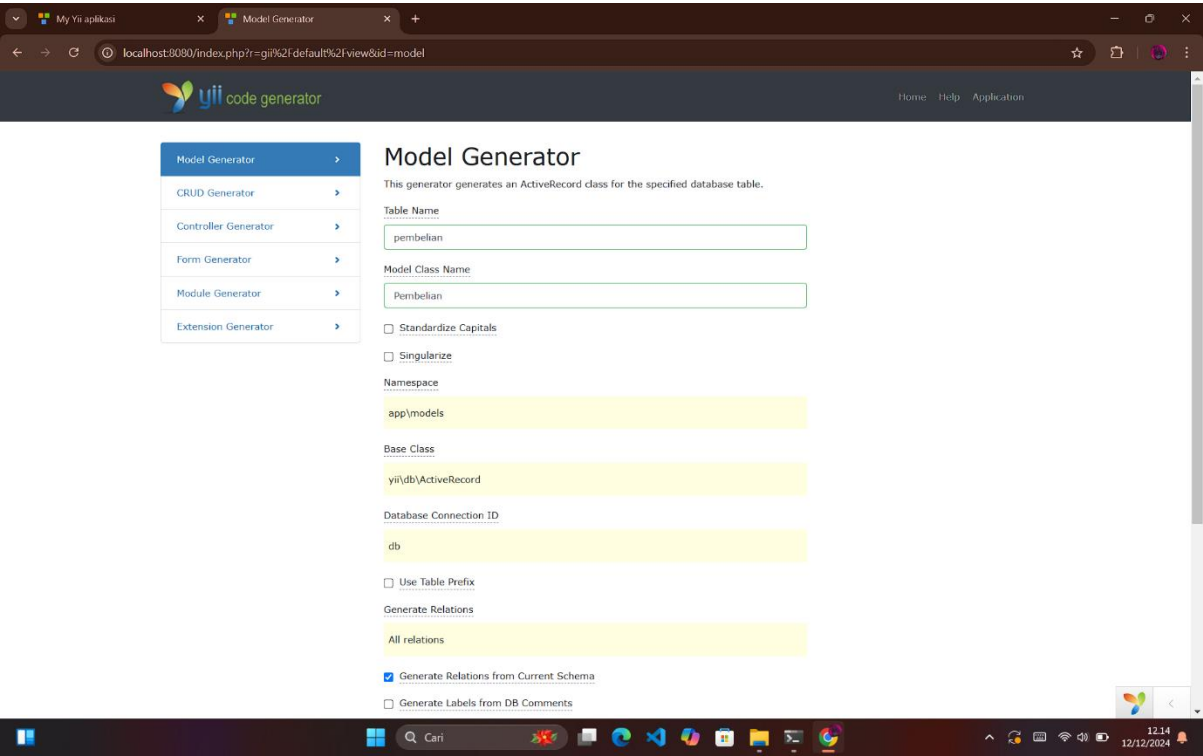 My Yii aplikasi
Model Generator
localhost:8080/index.php?r=gii%2Fdefault%2Fview&id=model
yii code generator
Home Help Application
Model Generator
CRUD Generator
Controller Generator
Form Generator
Module Generator
Extension Generator
Model Generator
This generator generates an ActiveRecord class for the specified database table.
Table Name
pembelian
Model Class Name
Pembelian
Standardize Capitals
Singularize
Namespace
app\models
Base Class
yii\db\ActiveRecord
Database Connection ID
db
Use Table Prefix
Generate Relations
All relations
Generate Relations from Current Schema
Generate Labels from DB Comments
Cari
12.14
12/12/2024